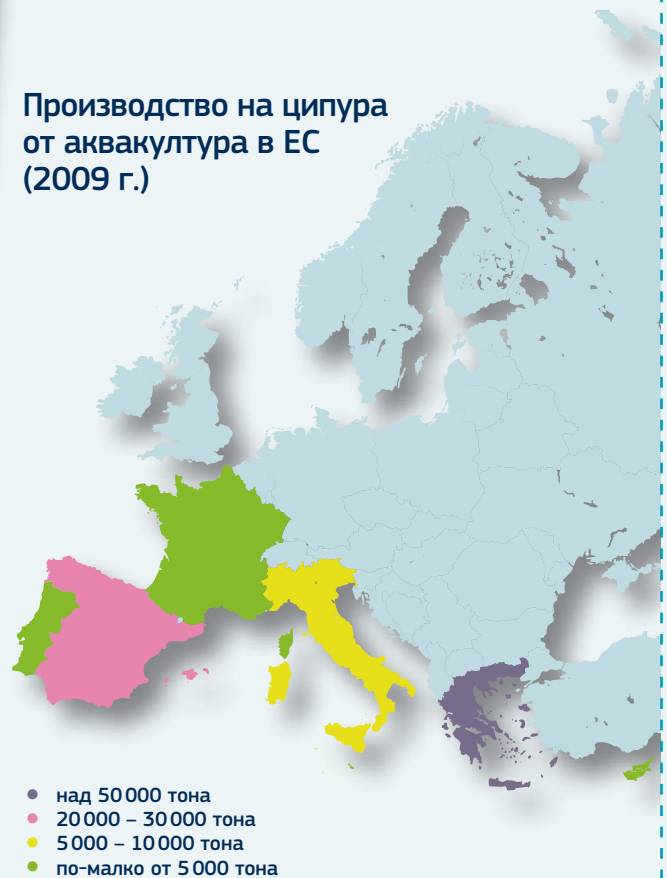 Производство на ципура
от аквакултура в ЕС
(2009 г.)
над 50 000 тона
20 000 – 30 000 тона
5 000 – 10 000 тона
по-малко от 5 000 тона